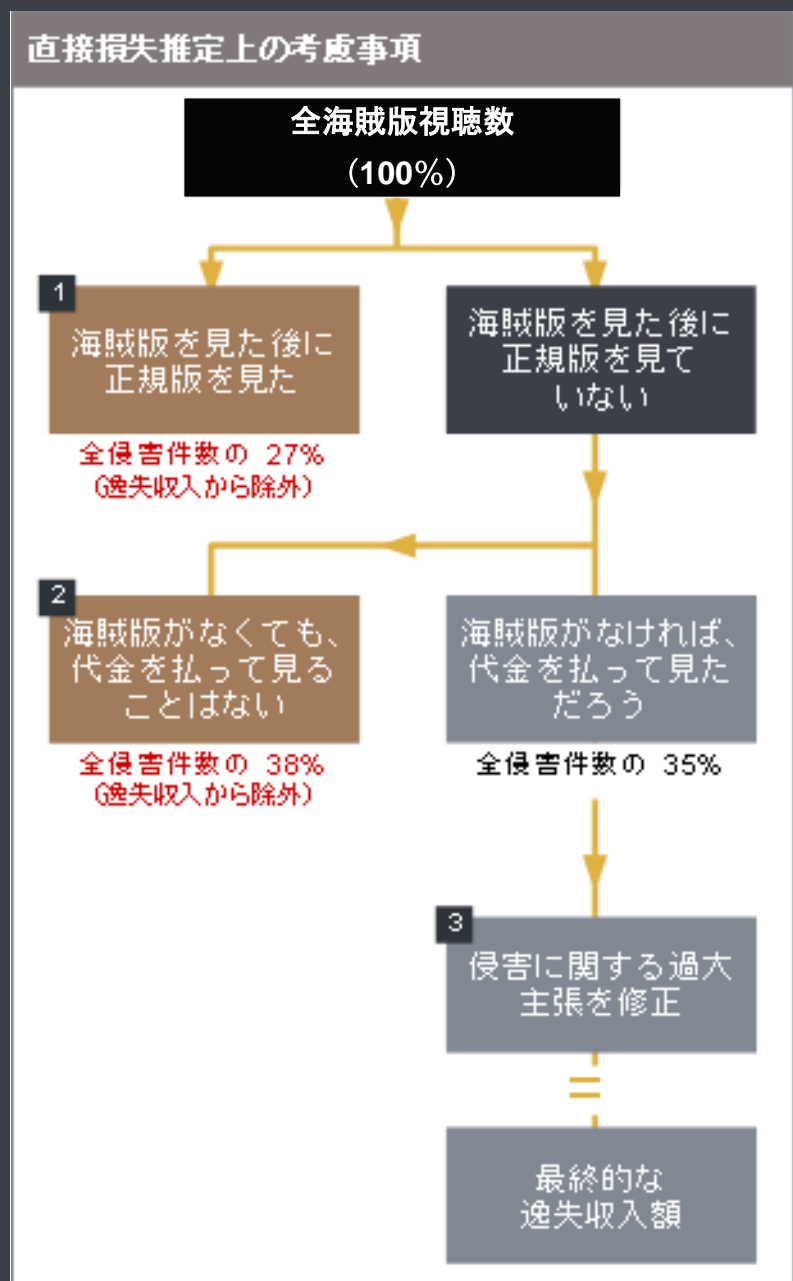 直接損失推定上の考慮事項
全海賊版視聴数
（100％）
1
海賊版を見た後に
正規版を見た
全侵害件数の 27%
（逸失収入から除外）
海賊版を見た後に
正規版を見て
いない
2
海賊版がなくても、
代金を払って見る
ことはない
全侵害件数の 38%
（逸失収入から除外）
海賊版がなければ、
代金を払って見た
だろう
全侵害件数の 35%
3
侵害に関する過大
主張を修正
＝
最終的な
逸失収入額